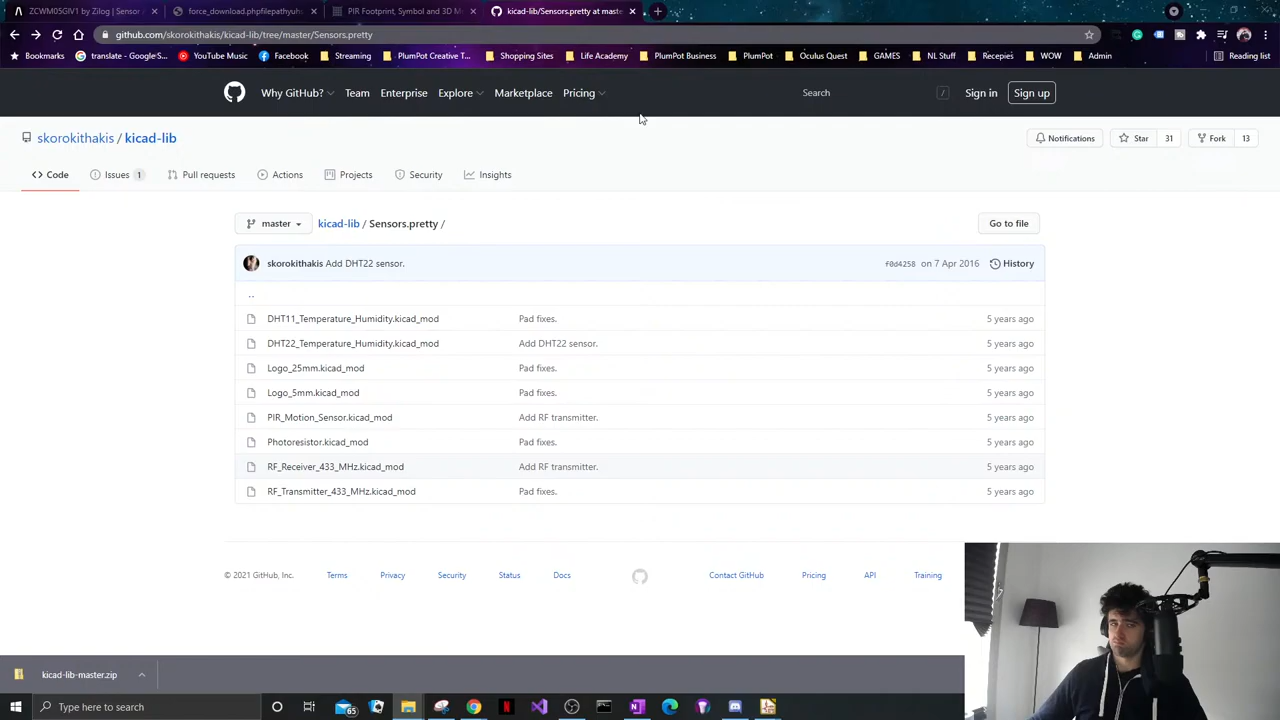 ZCWM05GIV1 by Zilog | Sensor
force_download.phpfilepathyuh
PIR Footprint, Symbol and 3D M
kicad-lib/Sensors.pretty at maste
github.com/skorokithakis/kicad-lib/tree/master/Sensors.pretty
Bookmarks translate - Google S... YouTube Music Facebook Streaming PlumPot Creative T... Shopping Sites Life Academy PlumPot Business PlumPot Oculus Quest GAMES NL Stuff Recepies WOW Admin Reading list
Why GitHub? Team Enterprise Explore Marketplace Pricing Search / Sign in Sign up
skorokithakis / kicad-lib Notifications Star 31 Fork 13
Code Issues 1 Pull requests Actions Projects Security Insights
master kicad-lib / Sensors.pretty / Go to file
skorokithakis Add DHT22 sensor. f0d4258 on 7 Apr 2016 History
..
DHT11_Temperature_Humidity.kicad_mod Pad fixes. 5 years ago
DHT22_Temperature_Humidity.kicad_mod Add DHT22 sensor. 5 years ago
Logo_25mm.kicad_mod Pad fixes. 5 years ago
Logo_5mm.kicad_mod Pad fixes. 5 years ago
PIR_Motion_Sensor.kicad_mod Add RF transmitter. 5 years ago
Photoresistor.kicad_mod Pad fixes. 5 years ago
RF_Receiver_433_MHz.kicad_mod Add RF transmitter. 5 years ago
RF_Transmitter_433_MHz.kicad_mod Pad fixes. 5 years ago
© 2021 GitHub, Inc. Terms Privacy Security Status Docs Contact GitHub Pricing API Training
kicad-lib-master.zip
Type here to search
65